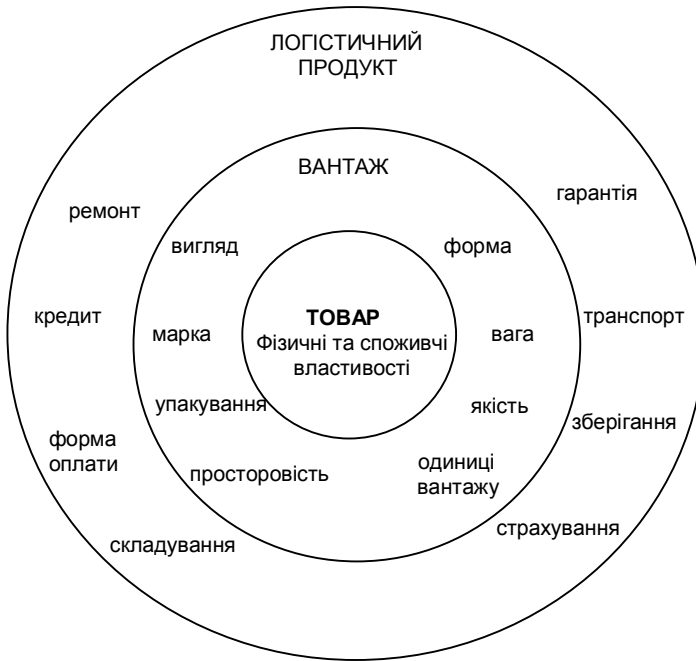 ЛОГІСТИЧНИЙ
ПРОДУКТ
ВАНТАЖ
гарантія
ремонт
вигляд
форма
кредит
марка
ТОВАР
Фізичні та споживчі
властивості
вага
транспорт
упакування
якість
зберігання
форма
оплати
просторовість
одиниці
вантажу
складування
страхування